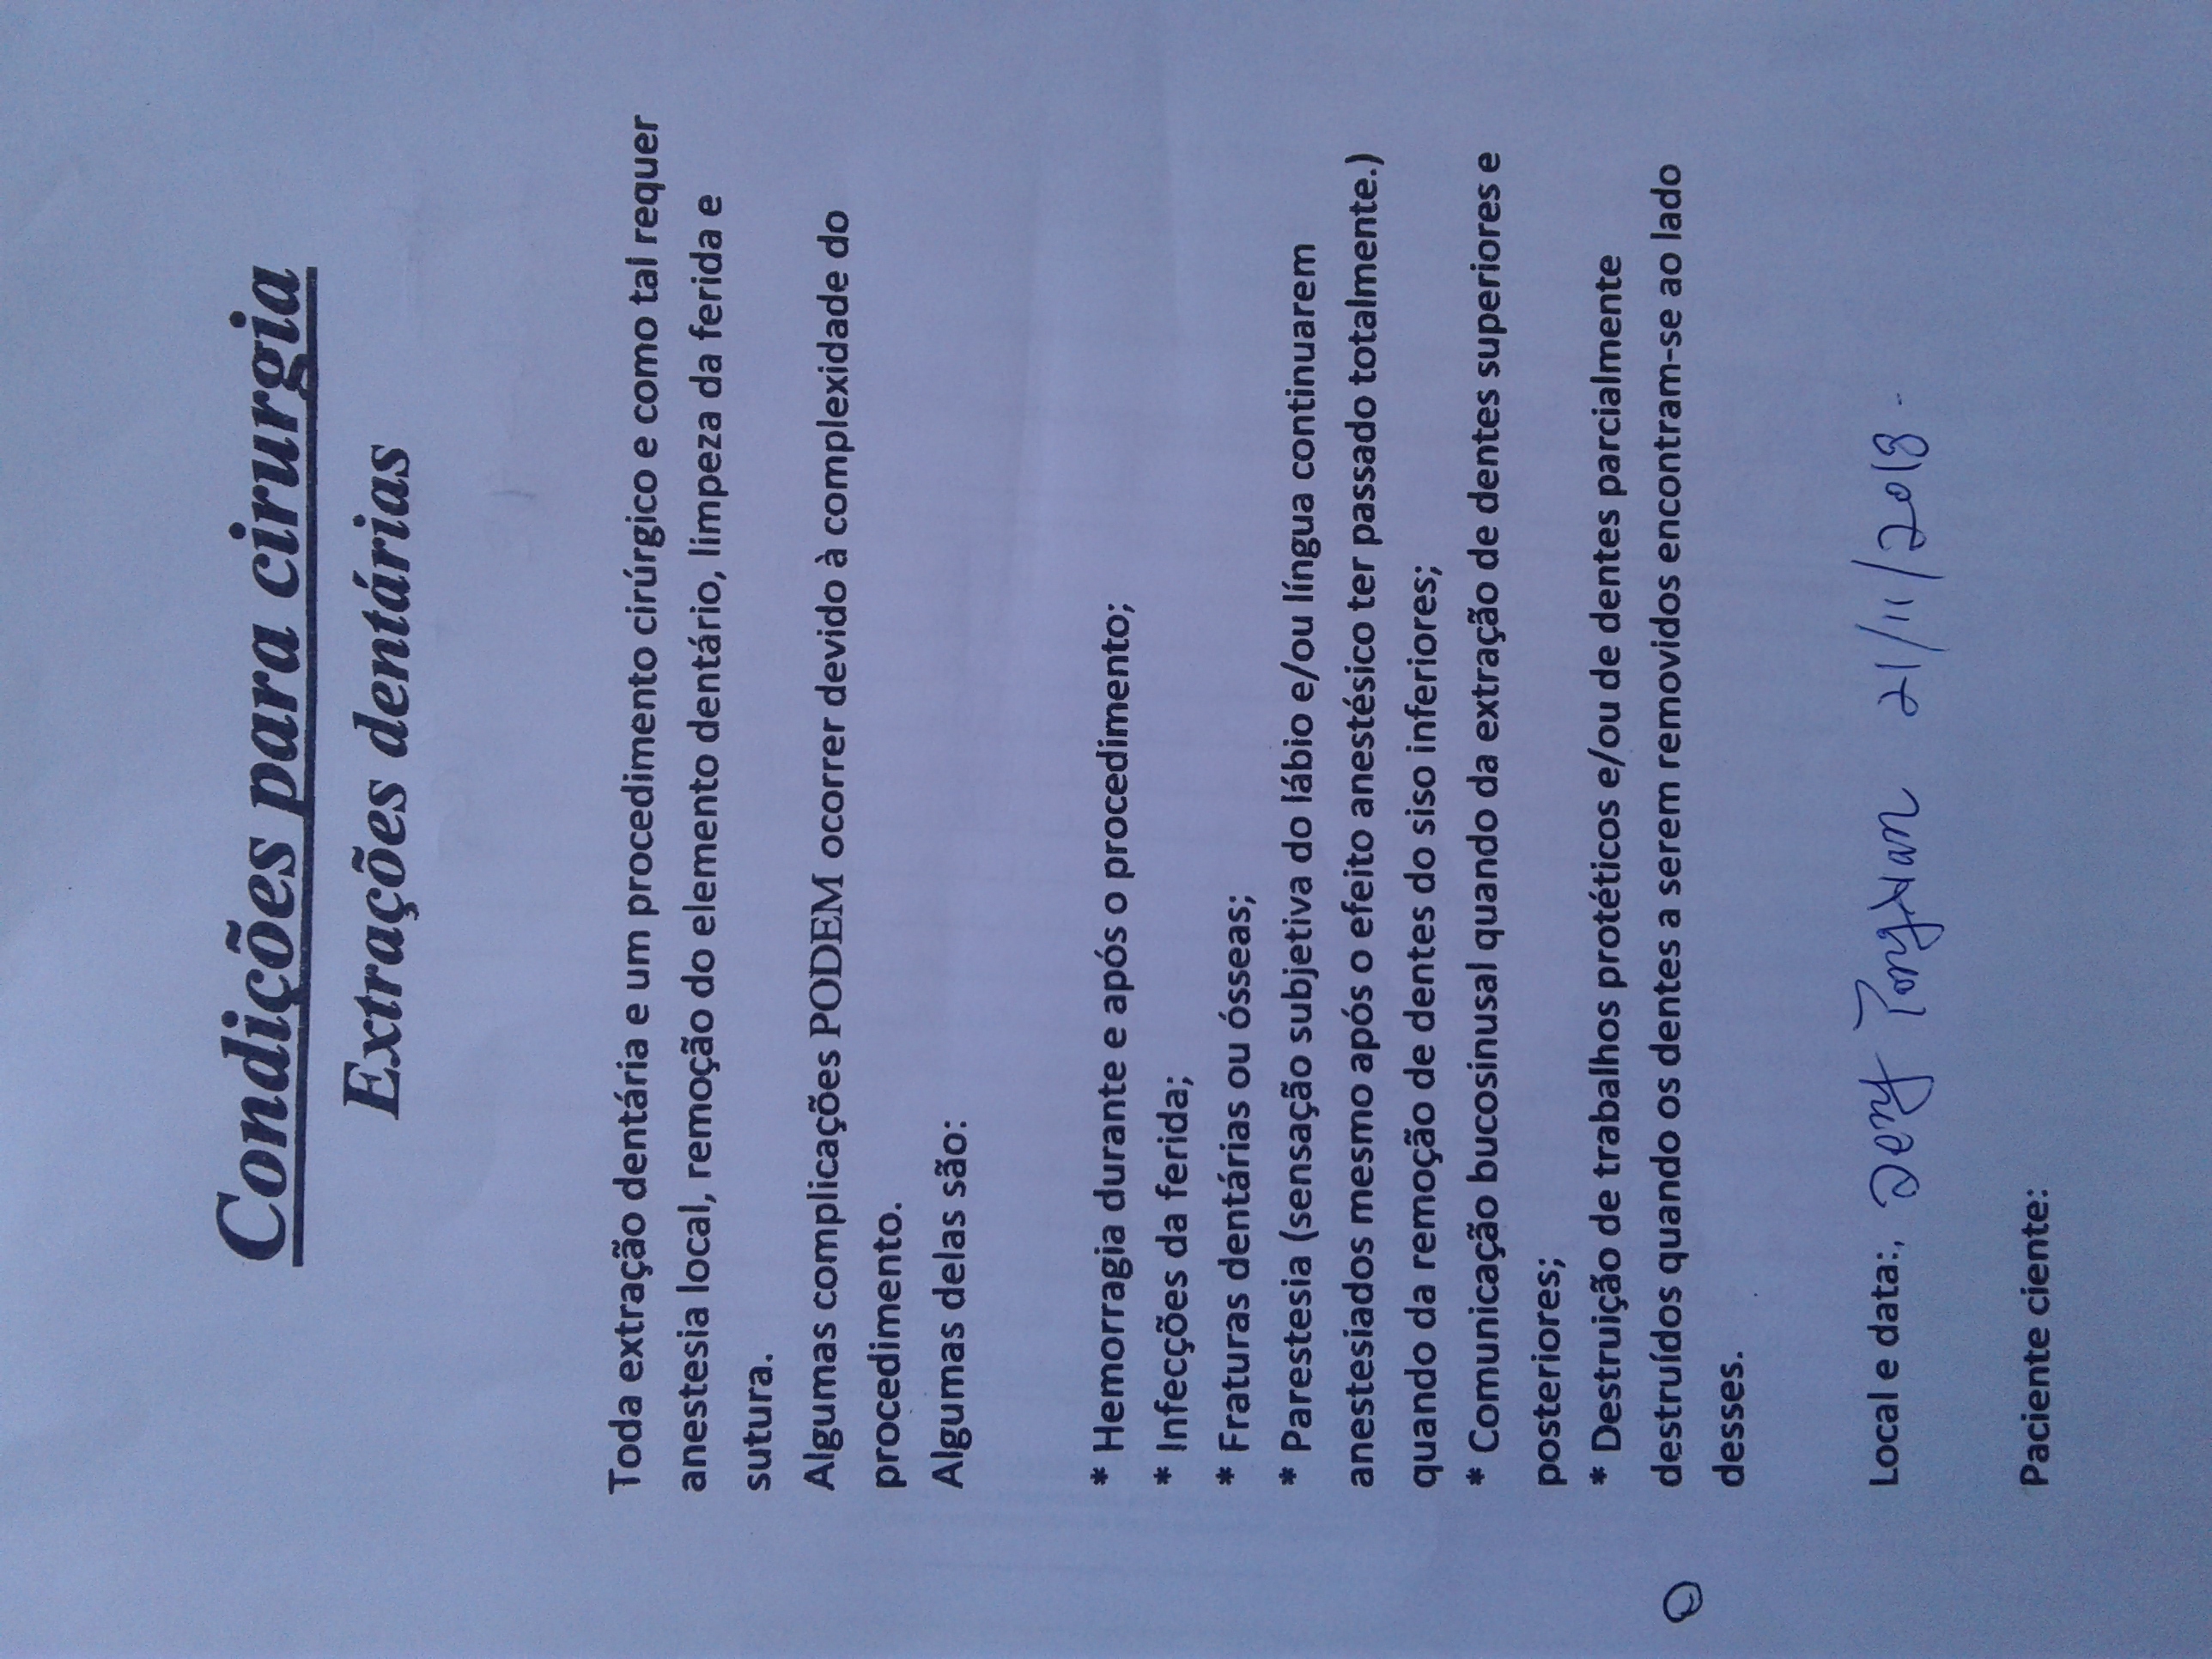 Condições para cirurgia
Extrações dentárias
Toda extração dentária e um procedimento cirúrgico e como tal requer
anestesia local, remoção do elemento dentário, limpeza da ferida e
sutura.
Algumas complicações PODEM ocorrer devido à complexidade do
procedimento.
Algumas delas são:
* Hemorragia durante e após o procedimento;
* Infecções da ferida;
* Fraturas dentárias ou ósseas;
* Parestesia (sensação subjetiva do lábio e/ou língua continuarem
anestesiados mesmo após o efeito anestésico ter passado totalmente.)
quando da remoção de dentes do siso inferiores;
* Comunicação bucosinusal quando da extração de dentes superiores e
posteriores;
* Destruição de trabalhos protéticos e/ou de dentes parcialmente
destruídos quando os dentes a serem removidos encontram-se ao lado
desses.
Local e data:, 21/11/2018
Paciente ciente: